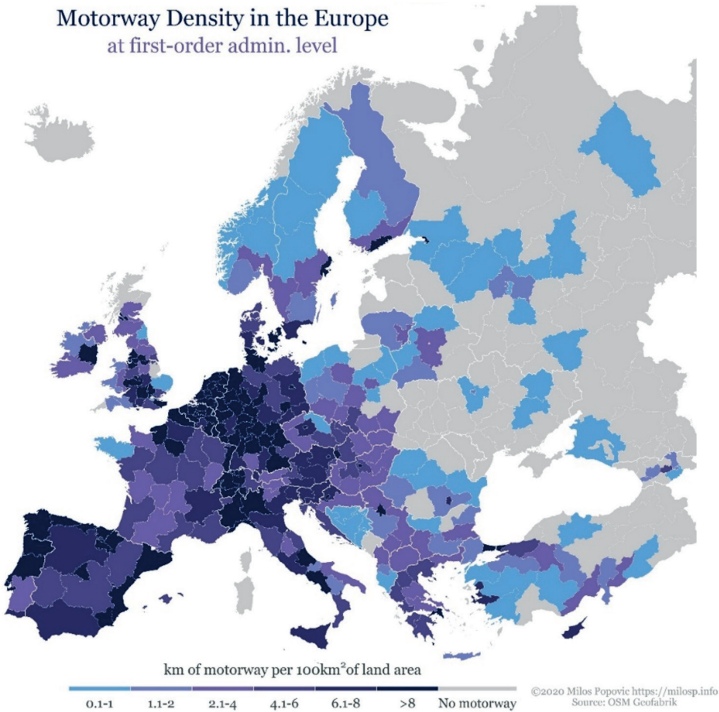 Motorway Density in the Europe
at first-order admin. level
km of motorway per 100km²of land area
0.1-1 1.1-2 2.1-4 4.1-6 6.1-8 >8 No motorway
©2020 Milos Popovic https://milosp.info
Source: OSM Geofabrik